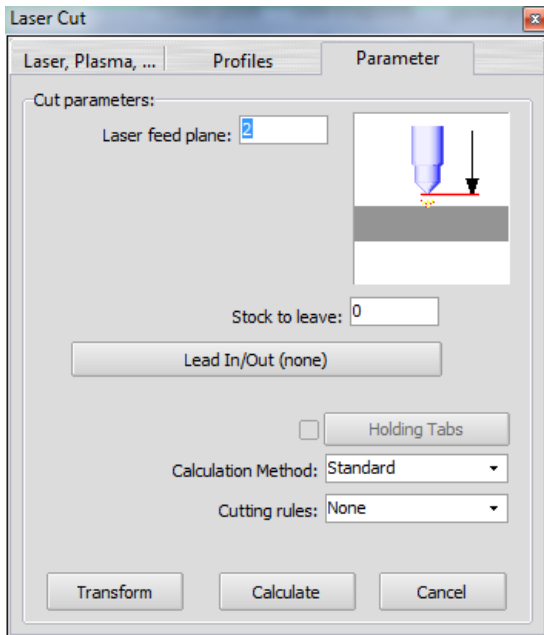 Laser Cut
Laser, Plasma, ...
Profiles
Parameter
Cut parameters:
Laser feed plane: 2
Stock to leave: 0
Lead In/Out (none)
Holding Tabs
Calculation Method: Standard
Cutting rules: None
Transform
Calculate
Cancel